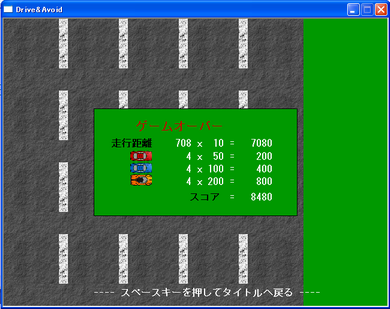 Drive&Avoid
ゲームオーバー
走行距離 708 x 10 = 7080
4 x 50 = 200
4 x 100 = 400
4 x 200 = 800
スコア = 8480
---- スペースキーを押してタイトルへ戻る ----